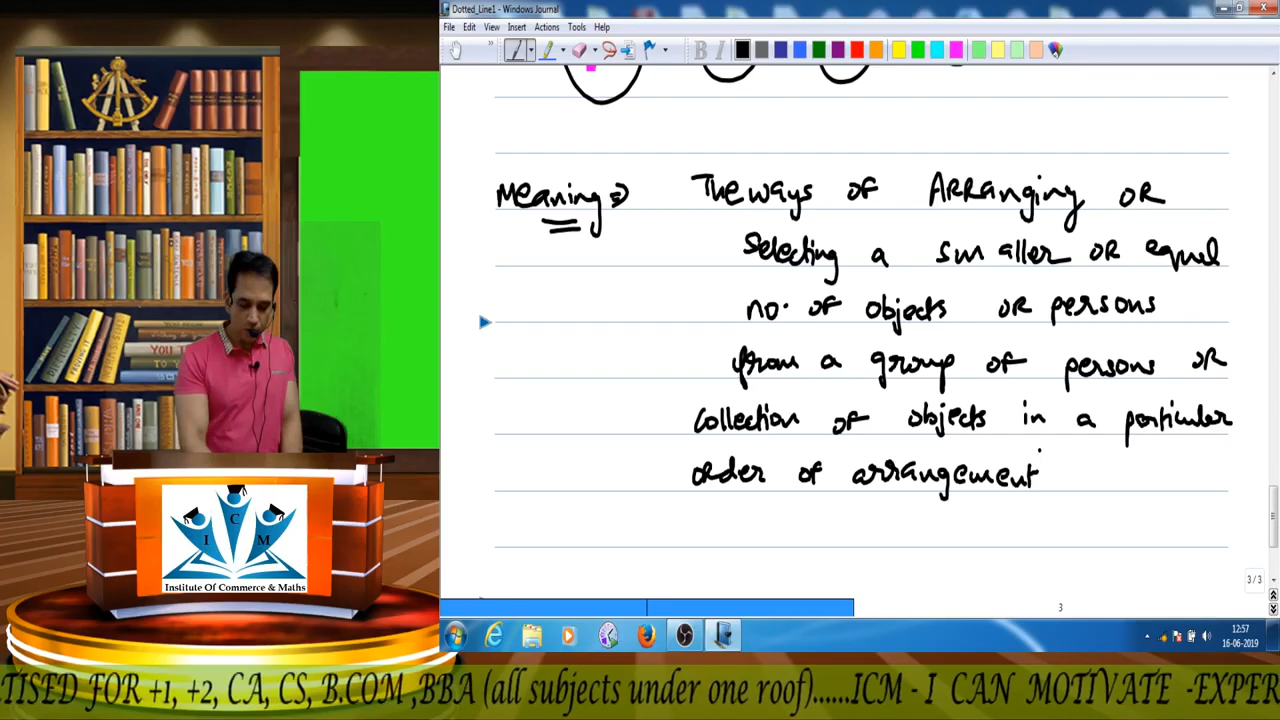 Dotted_Line1 - Windows Journal
File Edit View Insert Actions Tools Help
B I
Meaning ⇒ The ways of Arranging OR
selecting a smaller OR equal
no. of objects OR persons
from a group of persons OR
collection of objects in a particular
order of arrangement
3/3
3
I C M
Institute Of Commerce & Maths
12:57
16-06-2019
ATISED FOR +1, +2, CA, CS, B.COM ,BBA (all subjects under one roof)......ICM - I CAN MOTIVATE -EXPER